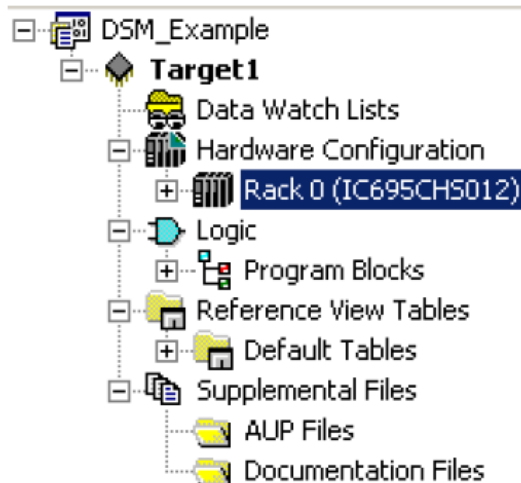 DSM_Example
Target1
Data Watch Lists
Hardware Configuration
Rack 0 (IC695CHS012)
Logic
Program Blocks
Reference View Tables
Default Tables
Supplemental Files
AUP Files
Documentation Files